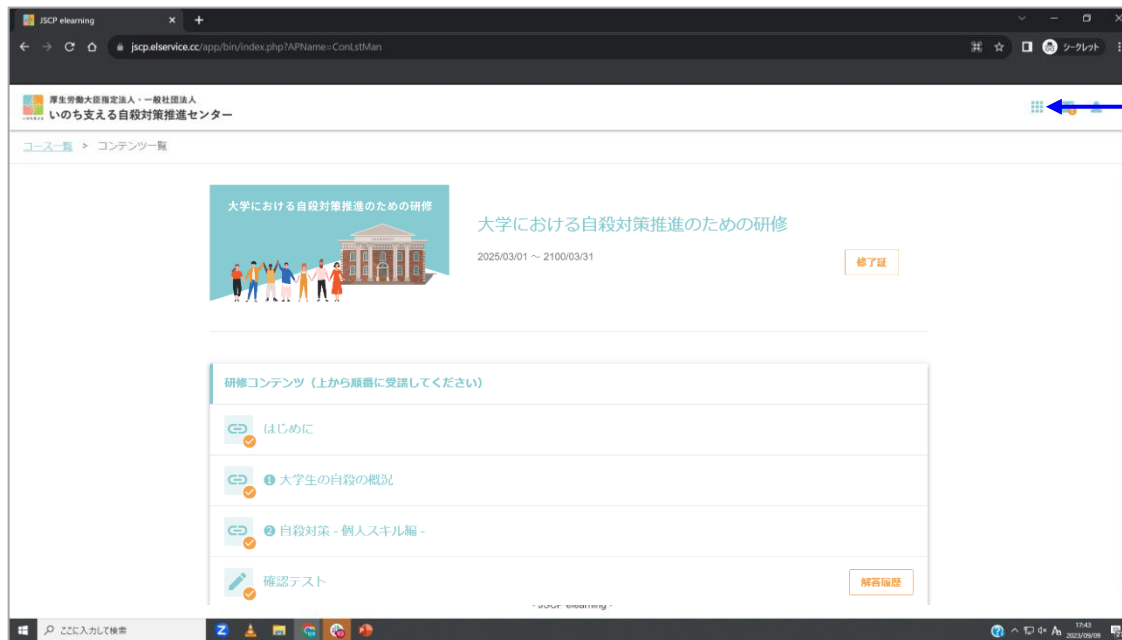 JSCP elearning
jscp.elservice.cc/app/bin/index.php?APName=ConLstMan
シークレット
厚生労働大臣指定法人・一般社団法人
いのち支える自殺対策推進センター
コース一覧 > コンテンツ一覧
大学における自殺対策推進のための研修
大学における自殺対策推進のための研修
2025/03/01 ～ 2100/03/31
修了証
研修コンテンツ（上から順番に受講してください）
はじめに
❶ 大学生の自殺の概況
❷ 自殺対策 - 個人スキル編 -
確認テスト
解答履歴
- JSCP elearning -
ここに入力して検索
17:43
2023/09/09